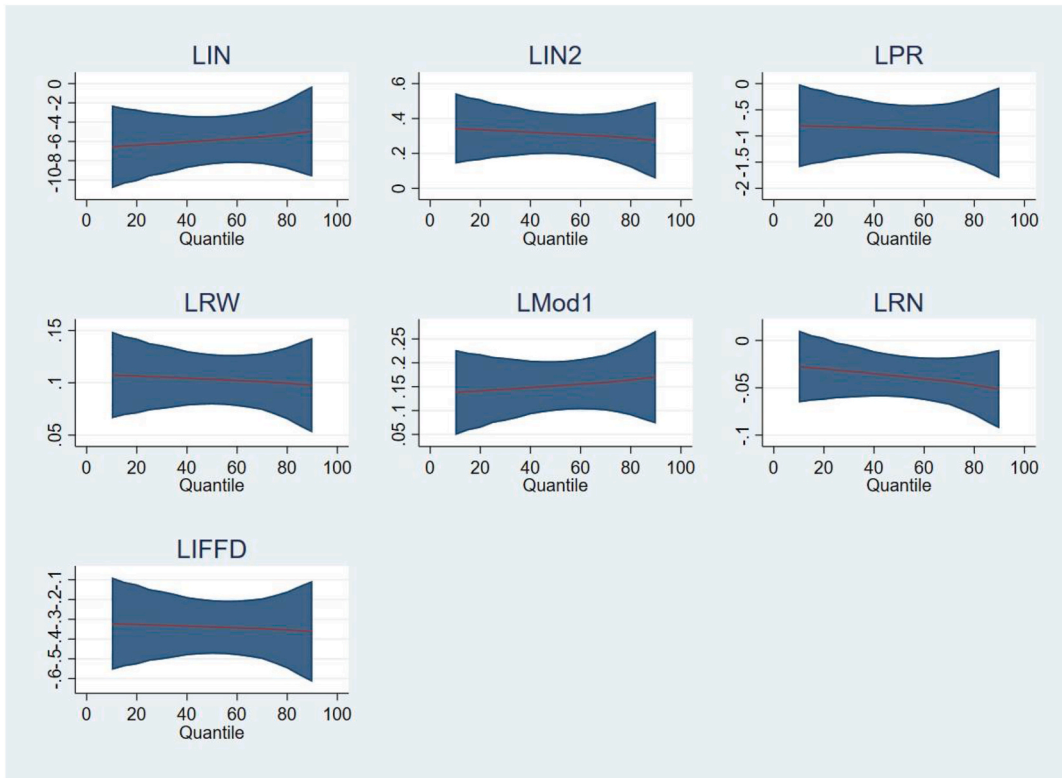 LIN LIN2 LPR
-10 -8 -6 -4 -2 0
0 .2 .4 .6
-2 -1.5 -1 -.5 0
0 20 40 60 80 100
0 20 40 60 80 100
0 20 40 60 80 100
Quantile Quantile Quantile
LRW LMod1 LRN
.05 .1 .15
.05 .1 .15 .2 .25
-.1 -.05 0
0 20 40 60 80 100
0 20 40 60 80 100
0 20 40 60 80 100
Quantile Quantile Quantile
LIFFD
-.6 -.5 -.4 -.3 -.2 -.1
0 20 40 60 80 100
Quantile